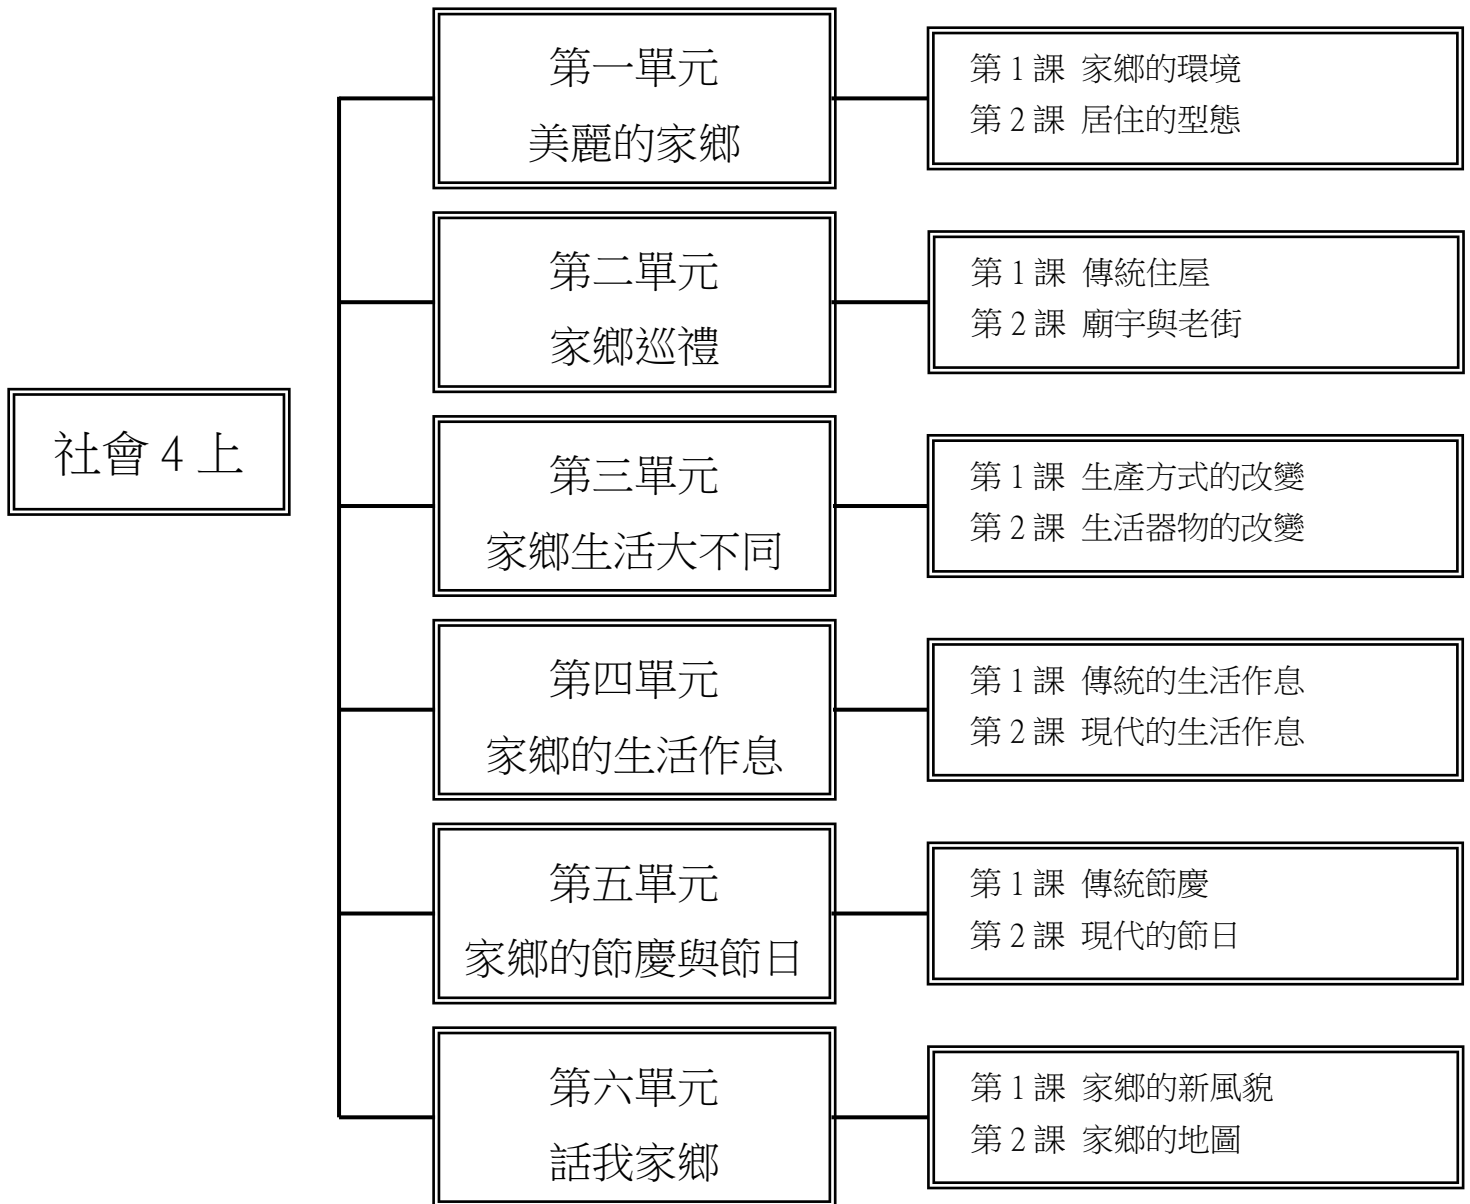 社會 4 上
第一單元
美麗的家鄉
第 1 課 家鄉的環境
第 2 課 居住的型態
第二單元
家鄉巡禮
第 1 課 傳統住屋
第 2 課 廟宇與老街
第三單元
家鄉生活大不同
第 1 課 生產方式的改變
第 2 課 生活器物的改變
第四單元
家鄉的生活作息
第 1 課 傳統的生活作息
第 2 課 現代的生活作息
第五單元
家鄉的節慶與節日
第 1 課 傳統節慶
第 2 課 現代的節日
第六單元
話我家鄉
第 1 課 家鄉的新風貌
第 2 課 家鄉的地圖